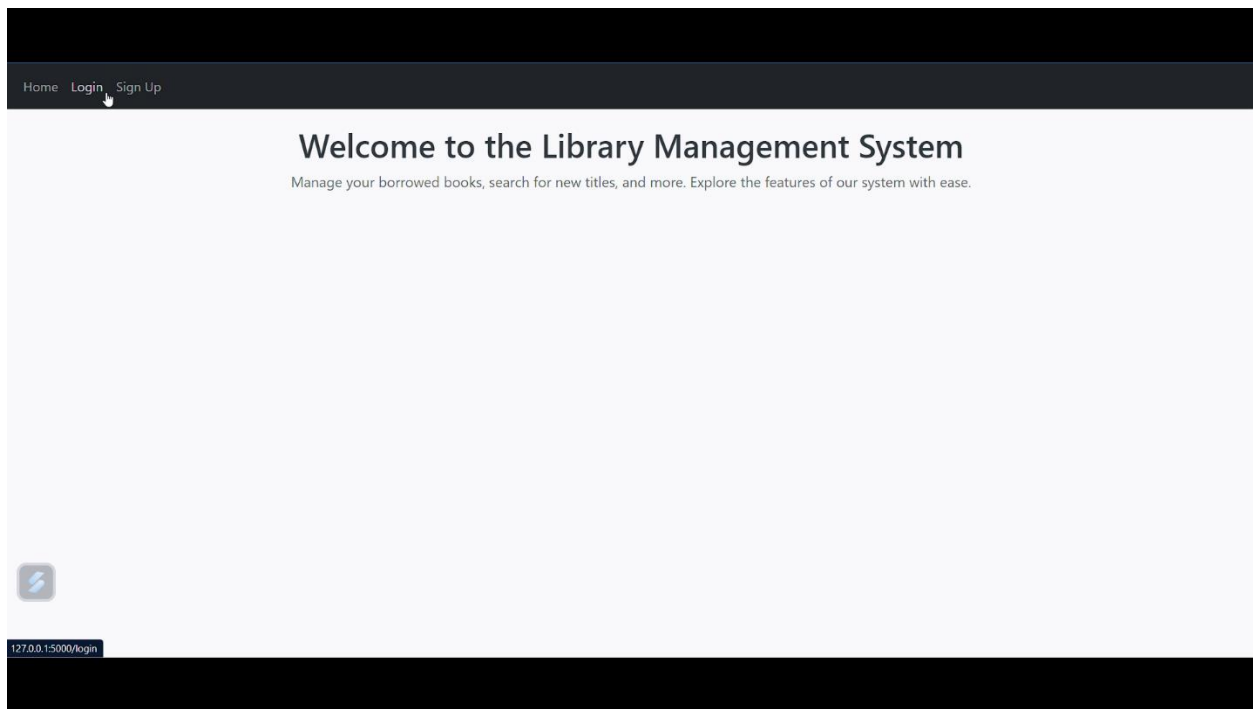 Home Login Sign Up
Welcome to the Library Management System
Manage your borrowed books, search for new titles, and more. Explore the features of our system with ease.
127.0.0.1:5000/login